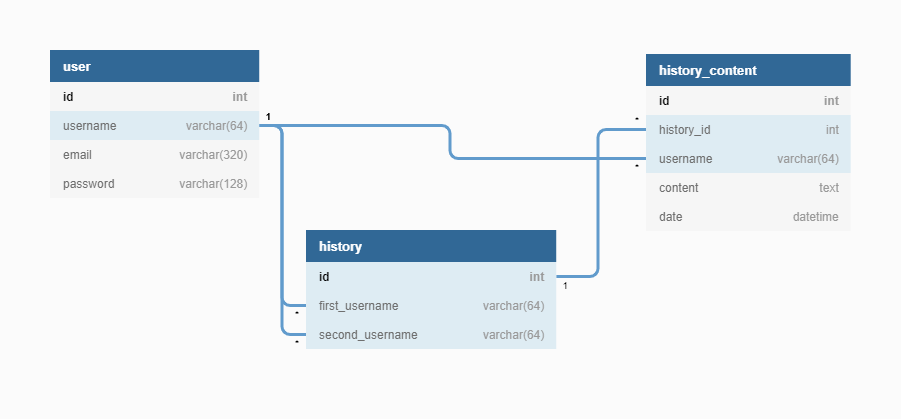 user
id int
username varchar(64)
email varchar(320)
password varchar(128)
1
history_content
id int
history_id int
username varchar(64)
content text
date datetime
*
*
history
id int
first_username varchar(64)
second_username varchar(64)
1
*
*